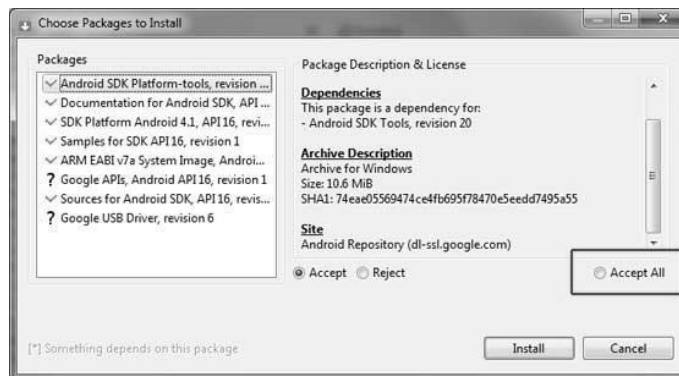 Choose Packages to Install
Packages
Android SDK Platform-tools, revision ...
Documentation for Android SDK, API ...
SDK Platform Android 4.1, API 16, revi...
Samples for SDK API 16, revision 1
ARM EABI v7a System Image, Androi...
? Google APIs, Android API 16, revision 1
Sources for Android SDK, API 16, revis...
? Google USB Driver, revision 6
Package Description & License
Dependencies
This package is a dependency for:
- Android SDK Tools, revision 20
Archive Description
Archive for Windows
Size: 10.6 MiB
SHA1: 74eae05569474ce4fb695f78470e5eedd7495a55
Site
Android Repository (dl-ssl.google.com)
Accept Reject Accept All
[*] Something depends on this package
Install Cancel